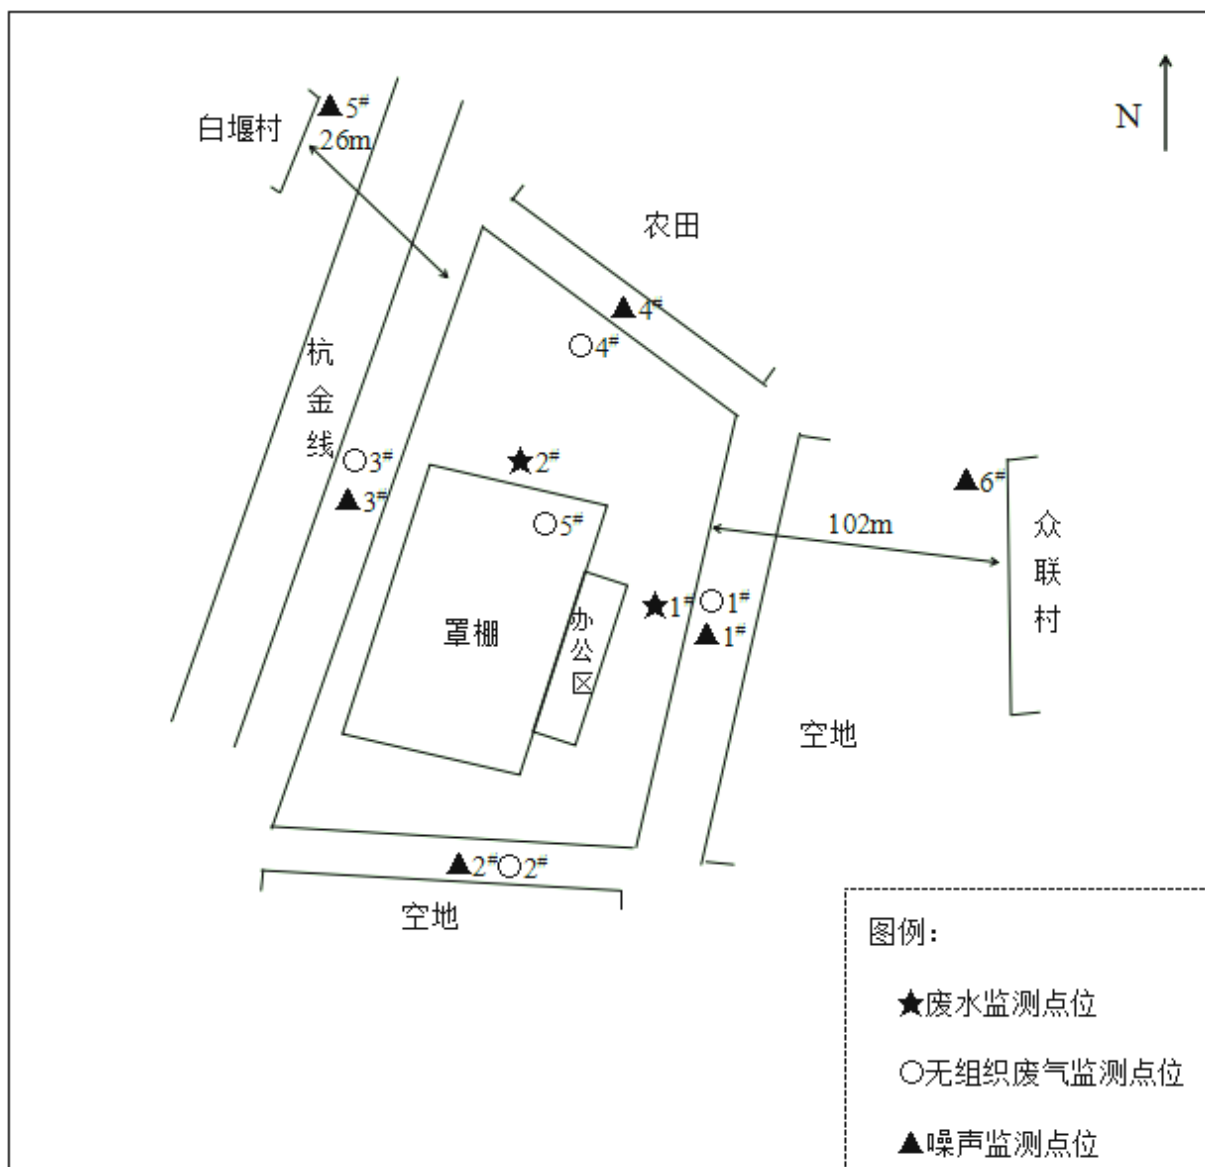 ▲5#
白堰村
26m
N
农田
▲4#
○4#
杭金线
○3#
▲3#
★2#
○5#
▲6#
102m
众联村
★1#
○1#
▲1#
罩棚
办公区
空地
▲2#○2#
空地
图例：
★废水监测点位
○无组织废气监测点位
▲噪声监测点位